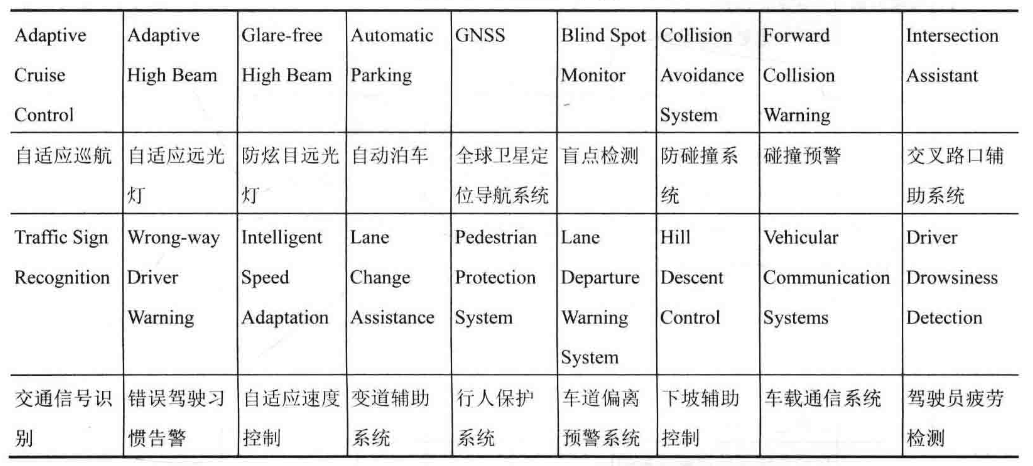 Adaptive
Cruise
Control
Adaptive
High Beam
Glare-free
High Beam
Automatic
Parking
GNSS
Blind Spot
Monitor
Collision
Avoidance
System
Forward
Collision
Warning
Intersection
Assistant
自适应巡航
自适应远光
灯
防炫目远光
灯
自动泊车
全球卫星定
位导航系统
盲点检测
防碰撞系
统
碰撞预警
交叉路口辅
助系统
Traffic Sign
Recognition
Wrong-way
Driver
Warning
Intelligent
Speed
Adaptation
Lane
Change
Assistance
Pedestrian
Protection
System
Lane
Departure
Warning
System
Hill
Descent
Control
Vehicular
Communication
Systems
Driver
Drowsiness
Detection
交通信号识
别
错误驾驶习
惯告警
自适应速度
控制
变道辅助
系统
行人保护
系统
车道偏离
预警系统
下坡辅助
控制
车载通信系统
驾驶员疲劳
检测